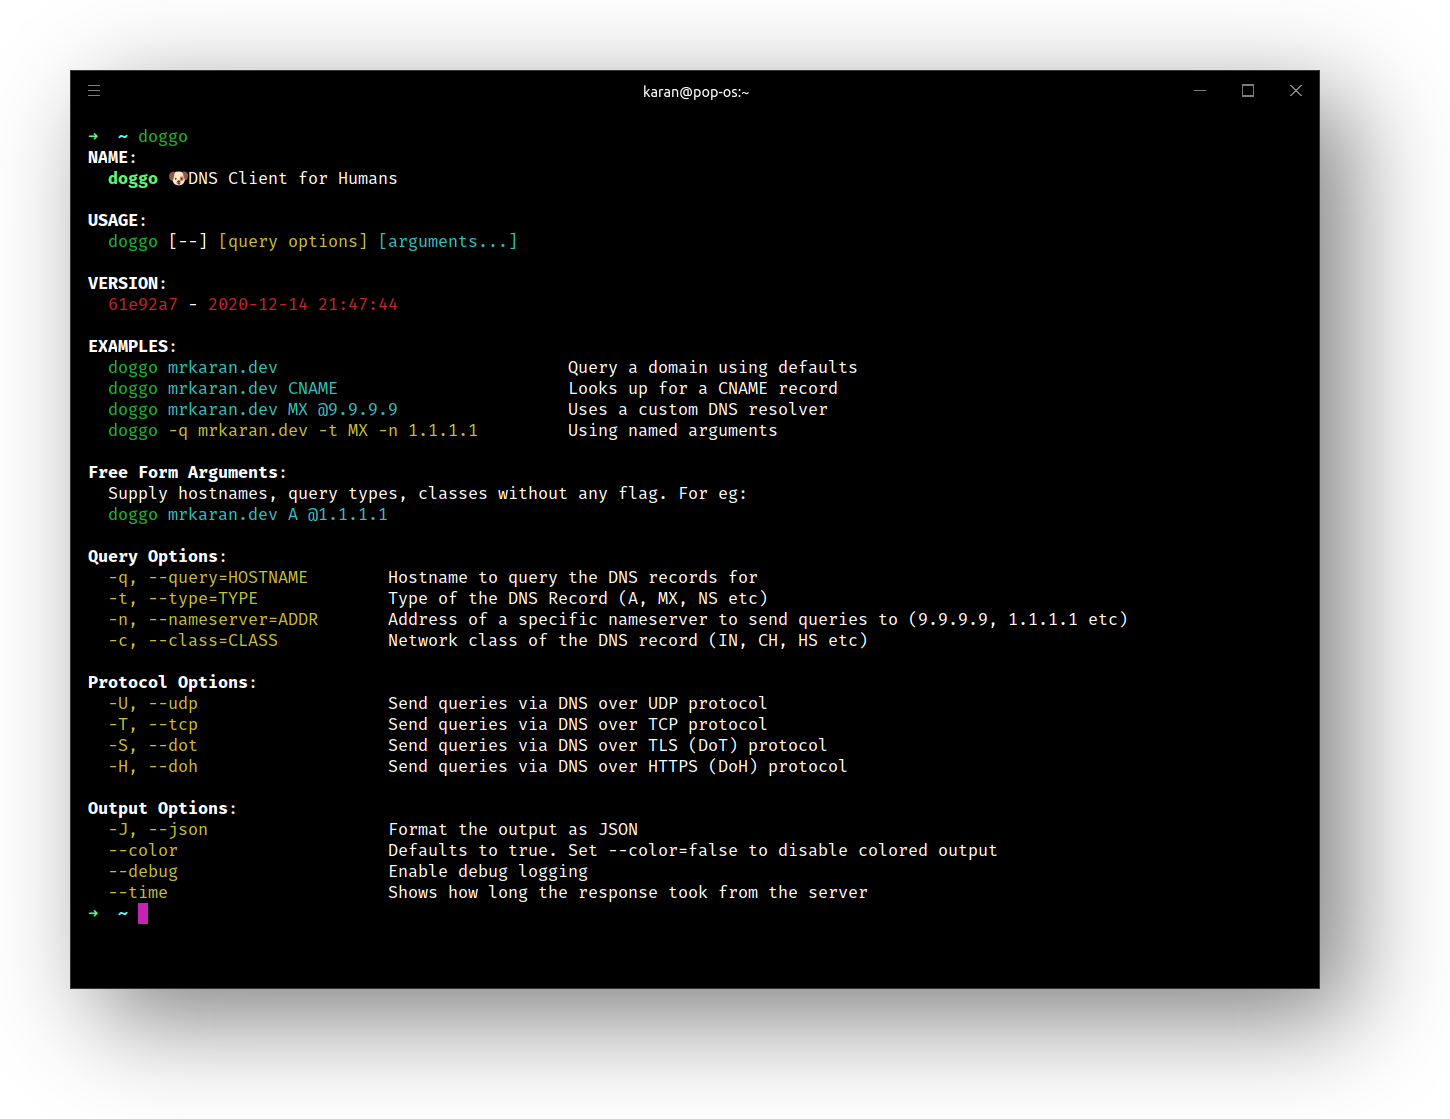 karan@pop-os:~
➜  ~ doggo
NAME:
  doggo 🐶DNS Client for Humans
USAGE:
  doggo [--] [query options] [arguments...]
VERSION:
  61e92a7 - 2020-12-14 21:47:44
EXAMPLES:
  doggo mrkaran.dev                             Query a domain using defaults
  doggo mrkaran.dev CNAME                       Looks up for a CNAME record
  doggo mrkaran.dev MX @9.9.9.9                 Uses a custom DNS resolver
  doggo -q mrkaran.dev -t MX -n 1.1.1.1         Using named arguments
Free Form Arguments:
  Supply hostnames, query types, classes without any flag. For eg:
  doggo mrkaran.dev A @1.1.1.1
Query Options:
  -q, --query=HOSTNAME        Hostname to query the DNS records for
  -t, --type=TYPE             Type of the DNS Record (A, MX, NS etc)
  -n, --nameserver=ADDR       Address of a specific nameserver to send queries to (9.9.9.9, 1.1.1.1 etc)
  -c, --class=CLASS           Network class of the DNS record (IN, CH, HS etc)
Protocol Options:
  -U, --udp                   Send queries via DNS over UDP protocol
  -T, --tcp                   Send queries via DNS over TCP protocol
  -S, --dot                   Send queries via DNS over TLS (DoT) protocol
  -H, --doh                   Send queries via DNS over HTTPS (DoH) protocol
Output Options:
  -J, --json                  Format the output as JSON
  --color                     Defaults to true. Set --color=false to disable colored output
  --debug                     Enable debug logging
  --time                      Shows how long the response took from the server
➜  ~